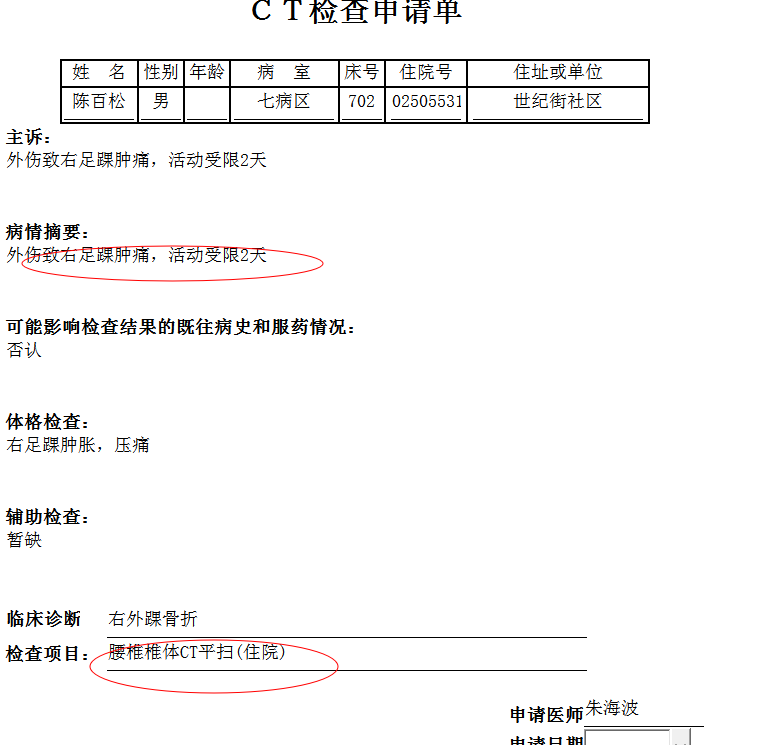 ＣＴ检查申请单
姓　名 性别 年龄 病　室 床号 住院号 住址或单位
陈百松 男 七病区 702 02505531 世纪街社区
主诉：
外伤致右足踝肿痛，活动受限2天
病情摘要：
外伤致右足踝肿痛，活动受限2天
可能影响检查结果的既往病史和服药情况：
否认
体格检查：
右足踝肿胀，压痛
辅助检查：
暂缺
临床诊断 右外踝骨折
检查项目： 腰椎椎体CT平扫(住院)
申请医师 朱海波
申请日期